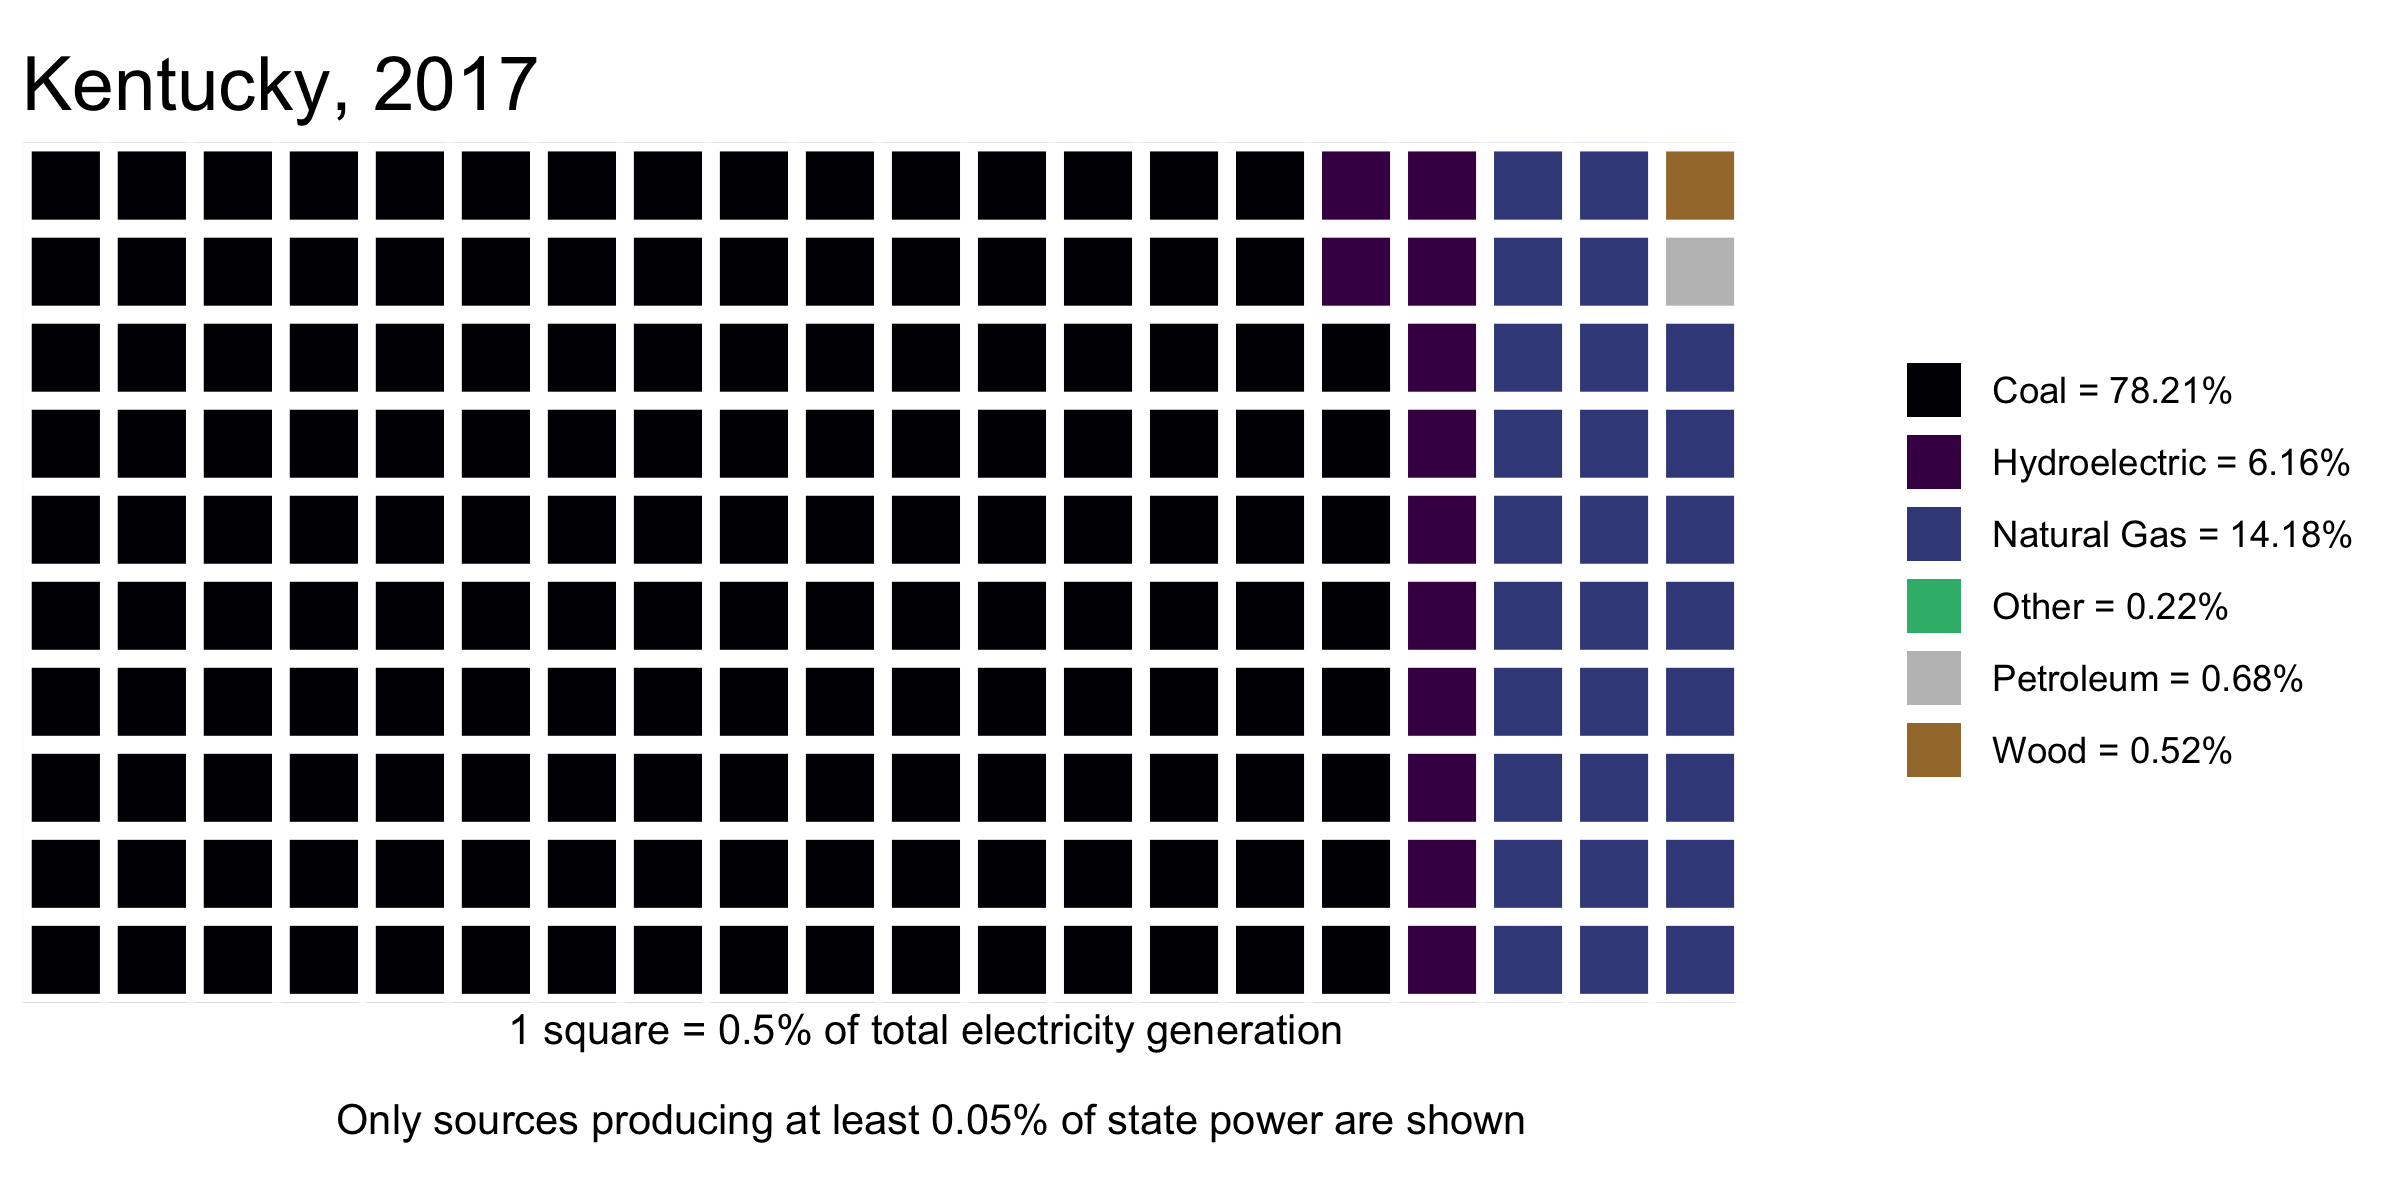 Kentucky, 2017
Coal = 78.21%
Hydroelectric = 6.16%
Natural Gas = 14.18%
Other = 0.22%
Petroleum = 0.68%
Wood = 0.52%
1 square = 0.5% of total electricity generation
Only sources producing at least 0.05% of state power are shown